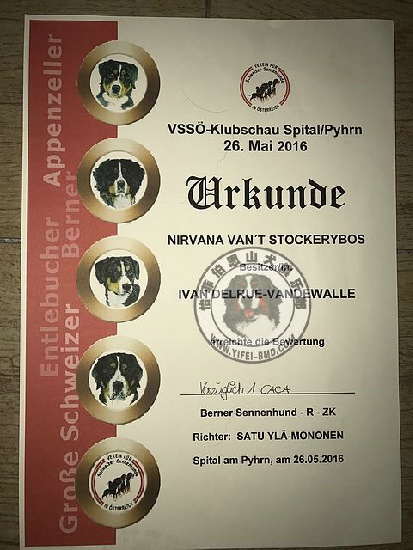 Große Schweizer
Entlebucher
Berner
Appenzeller
VEREIN FÜR
VSSÖ-Klubschau Spital/Pyhrn
26. Mai 2016
Urkunde
NIRVANA VAN´T STOCKERYBOS
Besitzer/in:
IVAN DELRUE-VANDEWALLE
WWW.YIFEI-BMD.COM
erreichte die Bewertung
Vorzüglich 1 CACA
Berner Sennenhund - R - ZK
Richter: SATU YLÄ-MONONEN
Spital am Pyhrn, am 26.05.2016